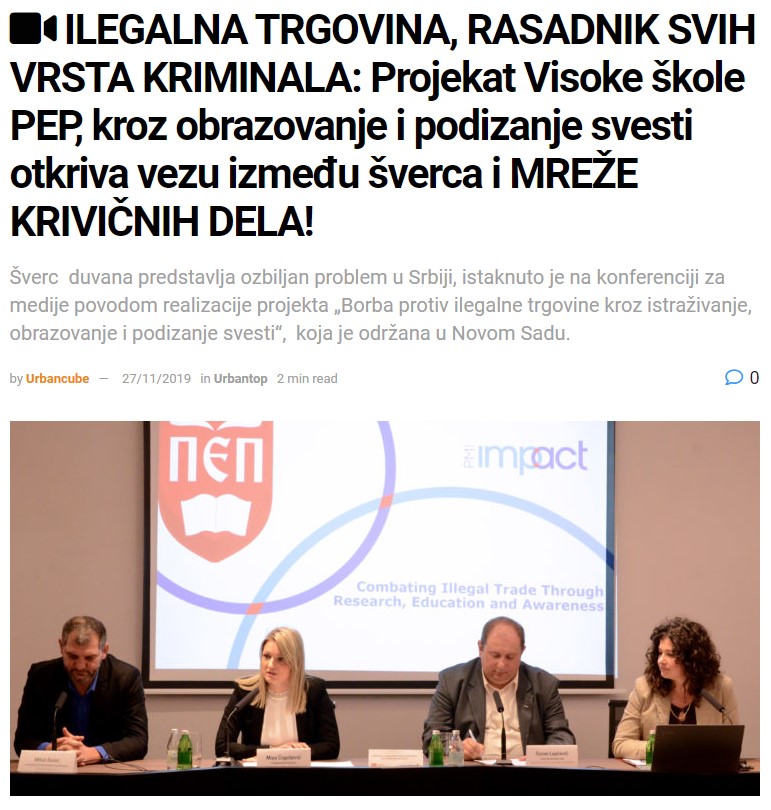 ILEGALNA TRGOVINA, RASADNIK SVIH
VRSTA KRIMINALA: Projekat Visoke škole
PEP, kroz obrazovanje i podizanje svesti
otkriva vezu između šverca i MREŽE
KRIVIČNIH DELA!
Šverc  duvana predstavlja ozbiljan problem u Srbiji, istaknuto je na konferenciji za
medije povodom realizacije projekta „Borba protiv ilegalne trgovine kroz istraživanje,
obrazovanje i podizanje svesti“,  koja je održana u Novom Sadu.
by Urbancube — 27/11/2019 in Urbantop 2 min read
0
ПЕП
PMI impact
Combating Illegal Trade Through
Research, Education and Awareness